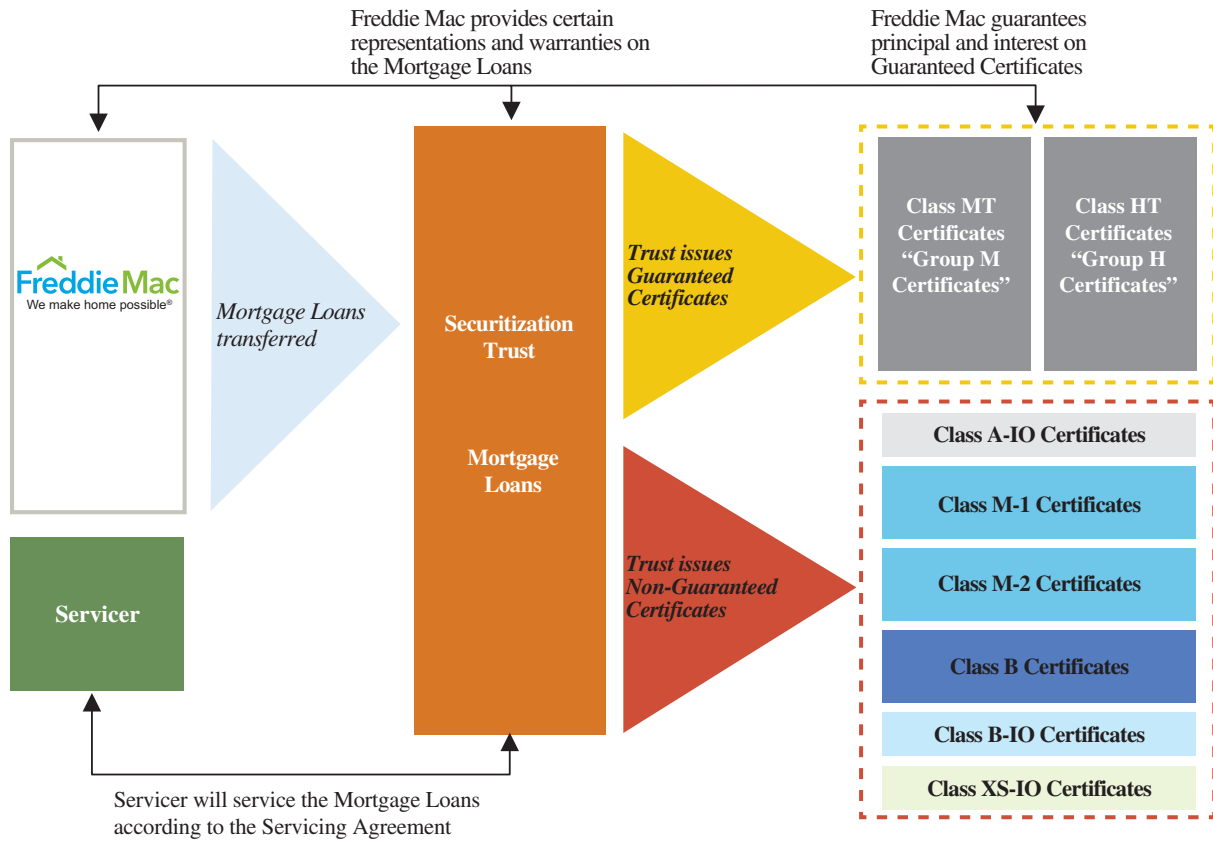 Freddie Mac provides certain
representations and warranties on
the Mortgage Loans
Freddie Mac guarantees
principal and interest on
Guaranteed Certificates
FreddieMac
We make home possible®
Mortgage Loans
transferred
Securitization
Trust
Mortgage
Loans
Trust issues
Guaranteed
Certificates
Class MT
Certificates
“Group M
Certificates”
Class HT
Certificates
“Group H
Certificates”
Trust issues
Non-Guaranteed
Certificates
Class A-IO Certificates
Class M-1 Certificates
Class M-2 Certificates
Class B Certificates
Class B-IO Certificates
Class XS-IO Certificates
Servicer
Servicer will service the Mortgage Loans
according to the Servicing Agreement